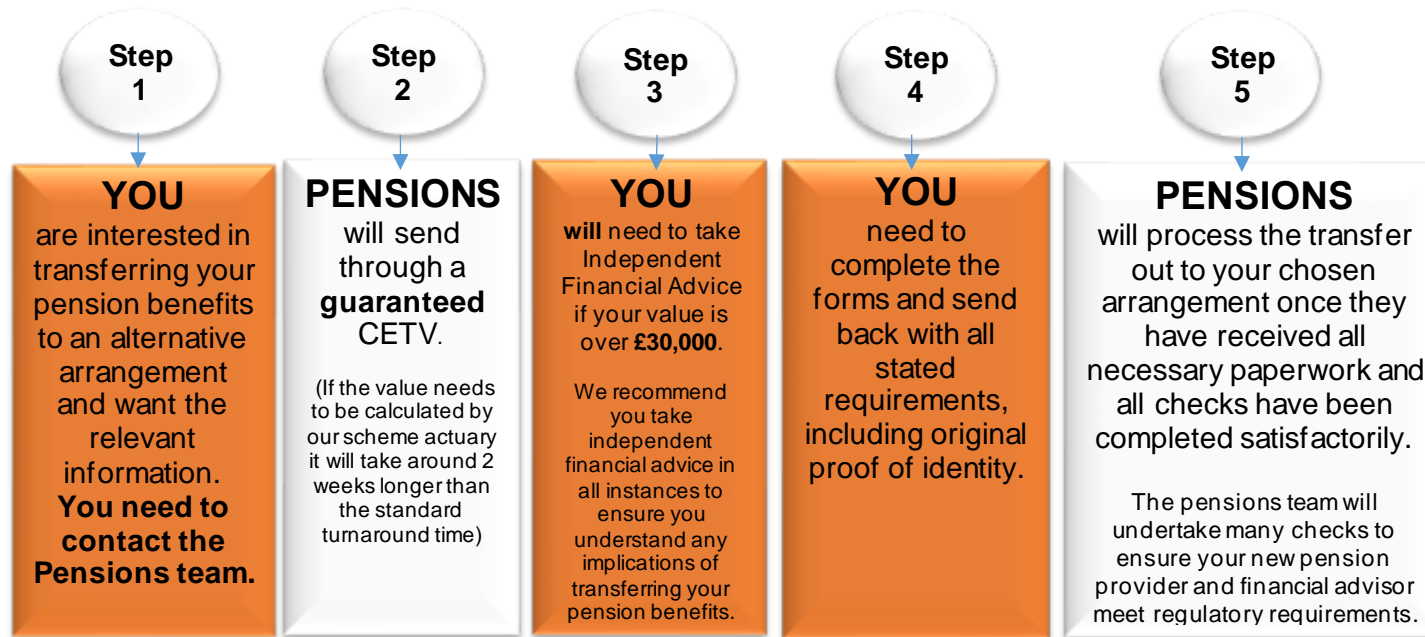 Step
1
YOU
are interested in
transferring your
pension benefits
to an alternative
arrangement
and want the
relevant
information.
You need to
contact the
Pensions team.
Step
2
PENSIONS
will send
through a
guaranteed
CETV.
(If the value needs
to be calculated by
our scheme actuary
it will take around 2
weeks longer than
the standard
turnaround time)
Step
3
YOU
will need to take
Independent
Financial Advice
if your value is
over £30,000.
We recommend
you take
independent
financial advice in
all instances to
ensure you
understand any
implications of
transferring your
pension benefits.
Step
4
YOU
need to
complete the
forms and send
back with all
stated
requirements,
including original
proof of identity.
Step
5
PENSIONS
will process the transfer
out to your chosen
arrangement once they
have received all
necessary paperwork and
all checks have been
completed satisfactorily.
The pensions team will
undertake many checks to
ensure your new pension
provider and financial advisor
meet regulatory requirements.